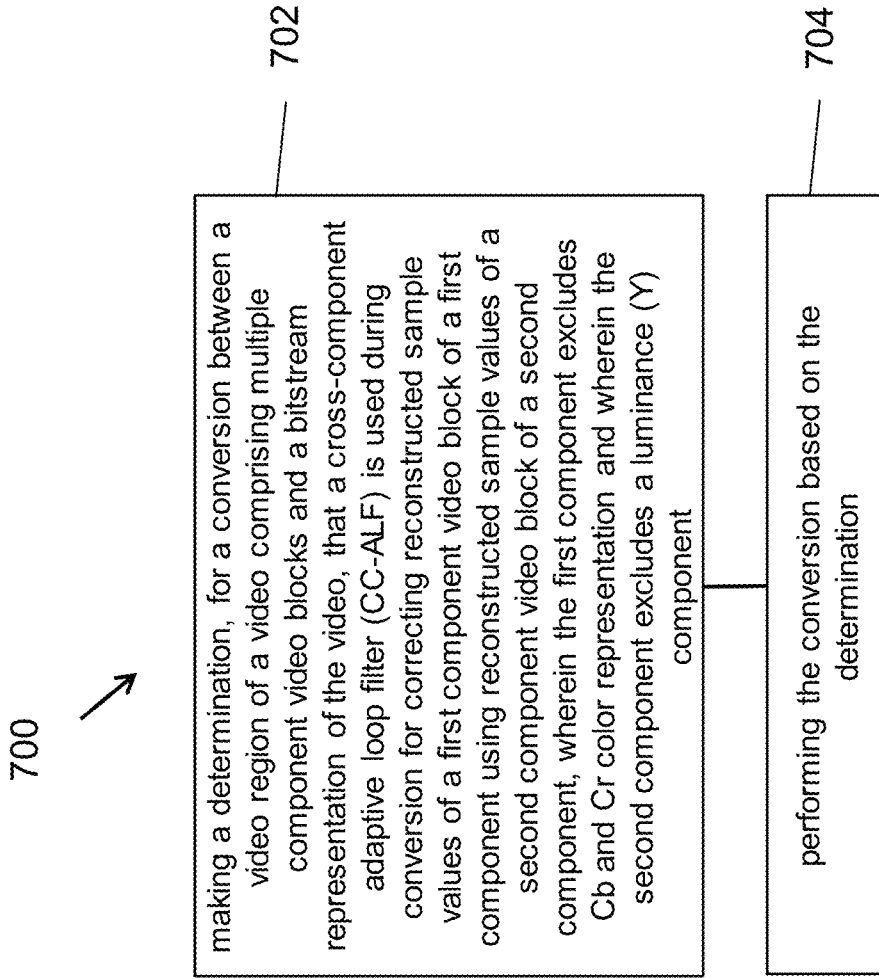 700
making a determination, for a conversion between a
video region of a video comprising multiple
component video blocks and a bitstream
representation of the video, that a cross-component
adaptive loop filter (CC-ALF) is used during
conversion for correcting reconstructed sample
values of a first component video block of a first
component using reconstructed sample values of a
second component video block of a second
component, wherein the first component excludes
Cb and Cr color representation and wherein the
second component excludes a luminance (Y)
component
702
performing the conversion based on the
determination
704